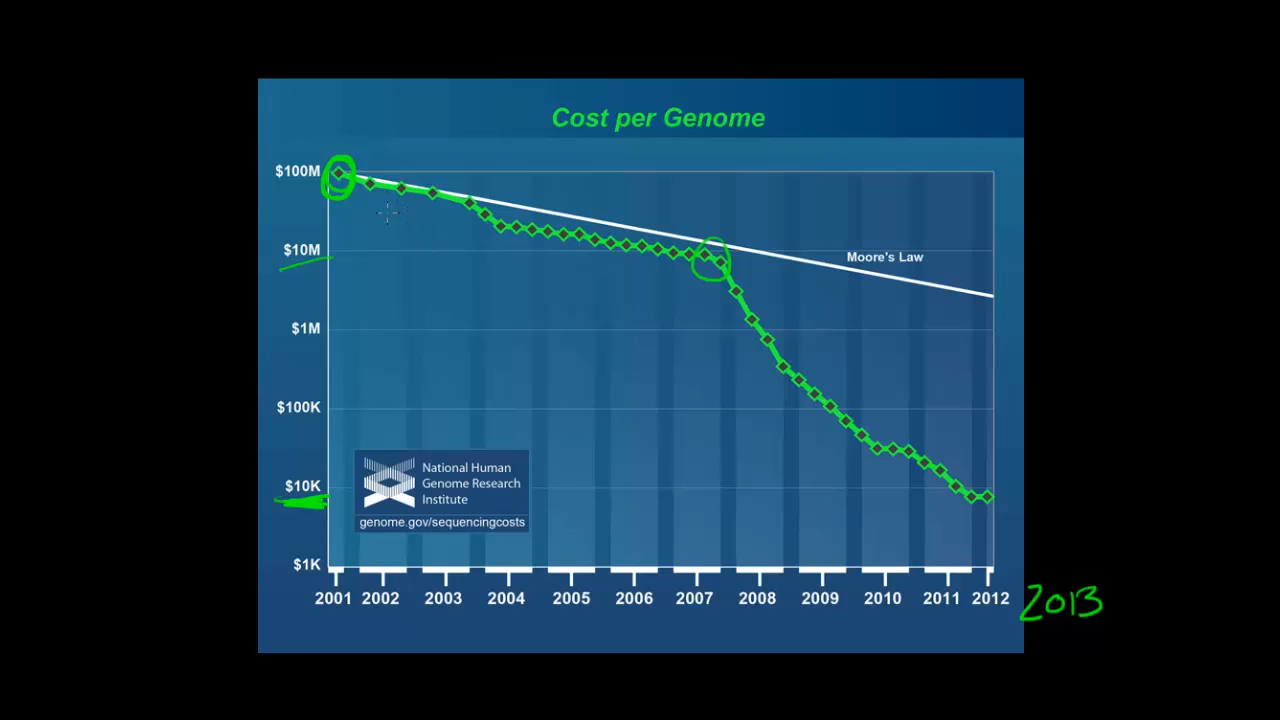 Cost per Genome
$100M
$10M
$1M
$100K
$10K
$1K
Moore's Law
National Human
Genome Research
Institute
genome.gov/sequencingcosts
2001 2002 2003 2004 2005 2006 2007 2008 2009 2010 2011 2012 2013